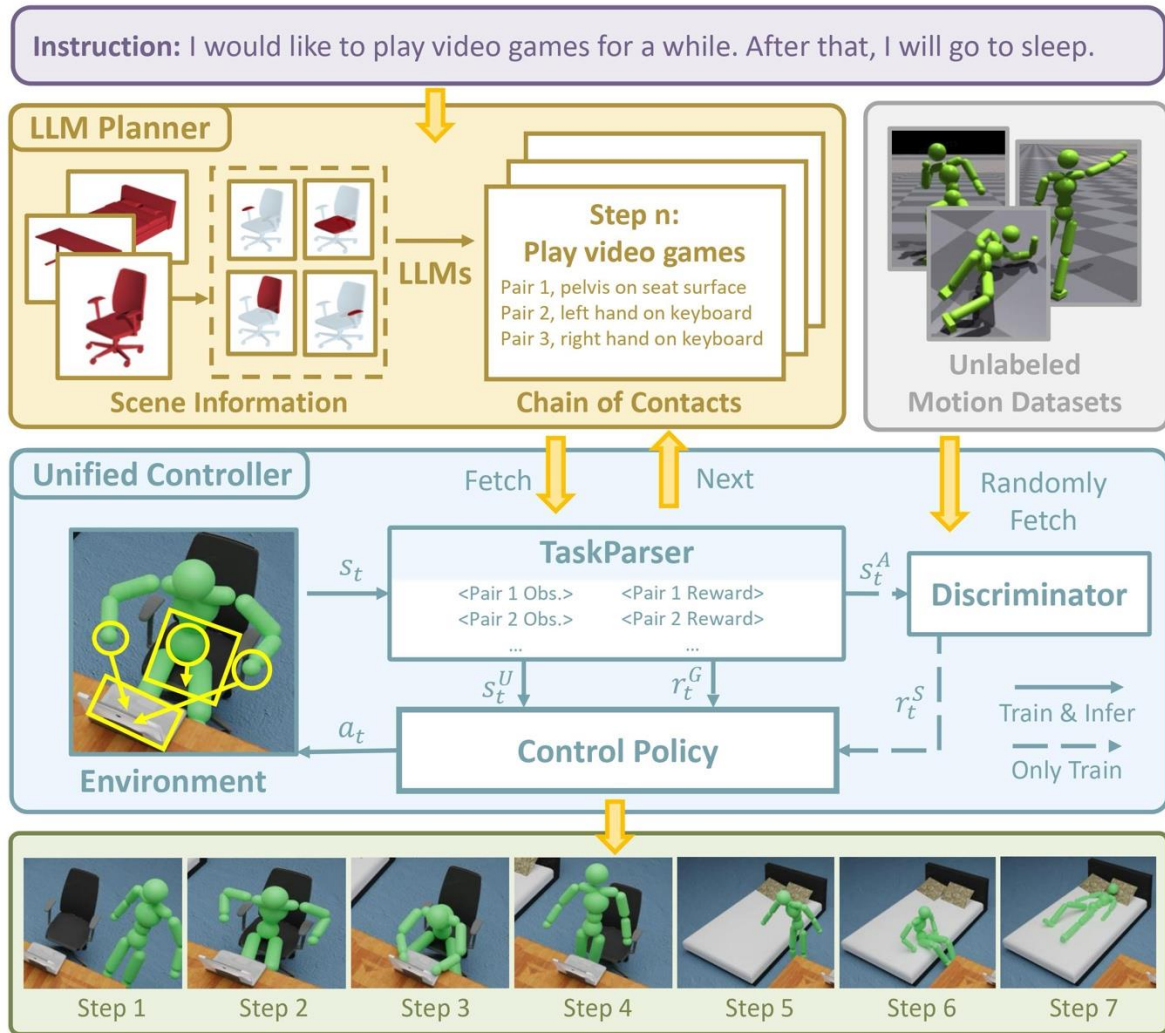 Instruction: I would like to play video games for a while. After that, I will go to sleep.
LLM Planner
LLMs
Step n:
Play video games
Pair 1, pelvis on seat surface
Pair 2, left hand on keyboard
Pair 3, right hand on keyboard
Scene Information
Chain of Contacts
Unlabeled
Motion Datasets
Unified Controller
Fetch
Next
Randomly
Fetch
s_t
TaskParser
<Pair 1 Obs.> <Pair 1 Reward>
<Pair 2 Obs.> <Pair 2 Reward>
... ...
s_t^A
Discriminator
s_t^U
r_t^G
r_t^S
Train & Infer
Only Train
a_t
Control Policy
Environment
Step 1
Step 2
Step 3
Step 4
Step 5
Step 6
Step 7